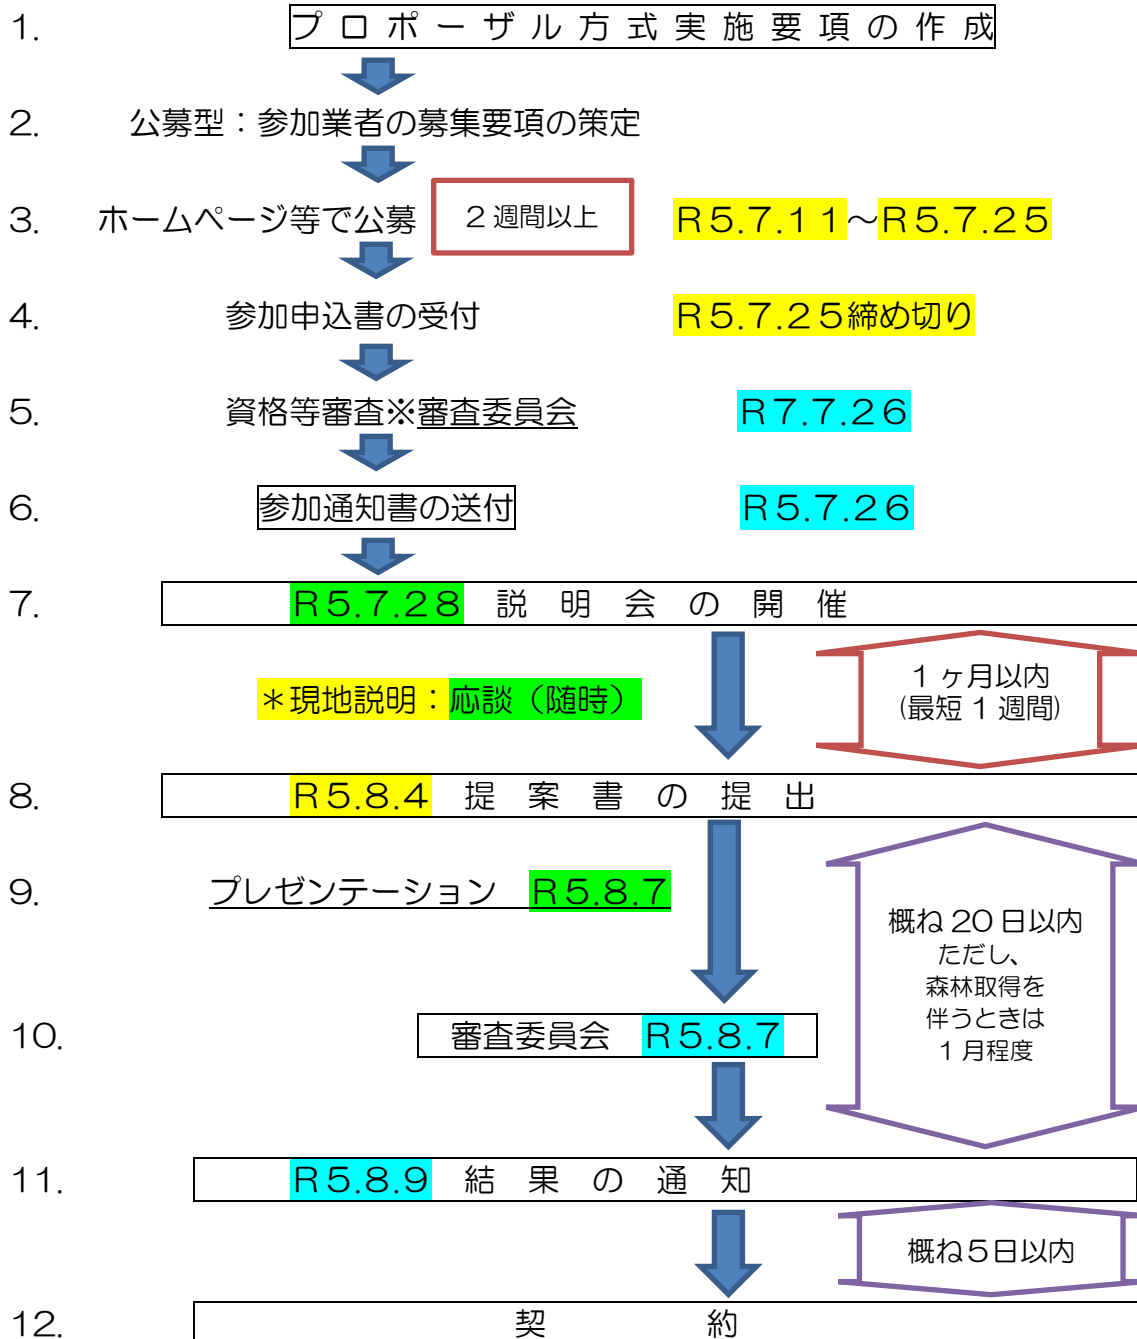 1. プロポーザル方式実施要項の作成
2. 公募型：参加業者の募集要項の策定
3. ホームページ等で公募 2週間以上 R5.7.11～R5.7.25
4. 参加申込書の受付 R5.7.25締め切り
5. 資格等審査※審査委員会 R7.7.26
6. 参加通知書の送付 R5.7.26
7. R5.7.28 説明会の開催
1ヶ月以内
(最短1週間)
＊現地説明：応談（随時）
8. R5.8.4 提案書の提出
9. プレゼンテーション R5.8.7
概ね20日以内
ただし、
森林取得を
伴うときは
1月程度
10. 審査委員会 R5.8.7
11. R5.8.9 結果の通知
概ね5日以内
12. 契約